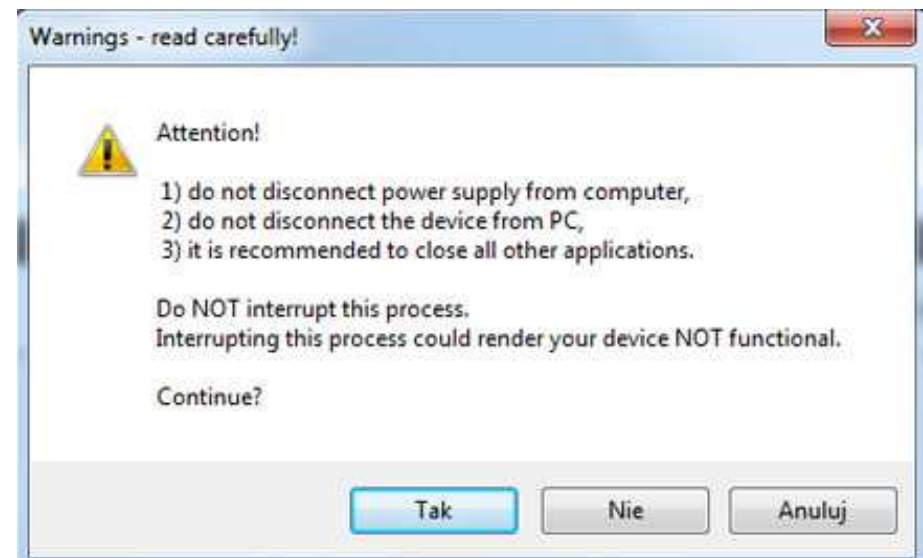 Warnings - read carefully!
Attention!
1) do not disconnect power supply from computer,
2) do not disconnect the device from PC,
3) it is recommended to close all other applications.
Do NOT interrupt this process.
Interrupting this process could render your device NOT functional.
Continue?
Tak Nie Anuluj